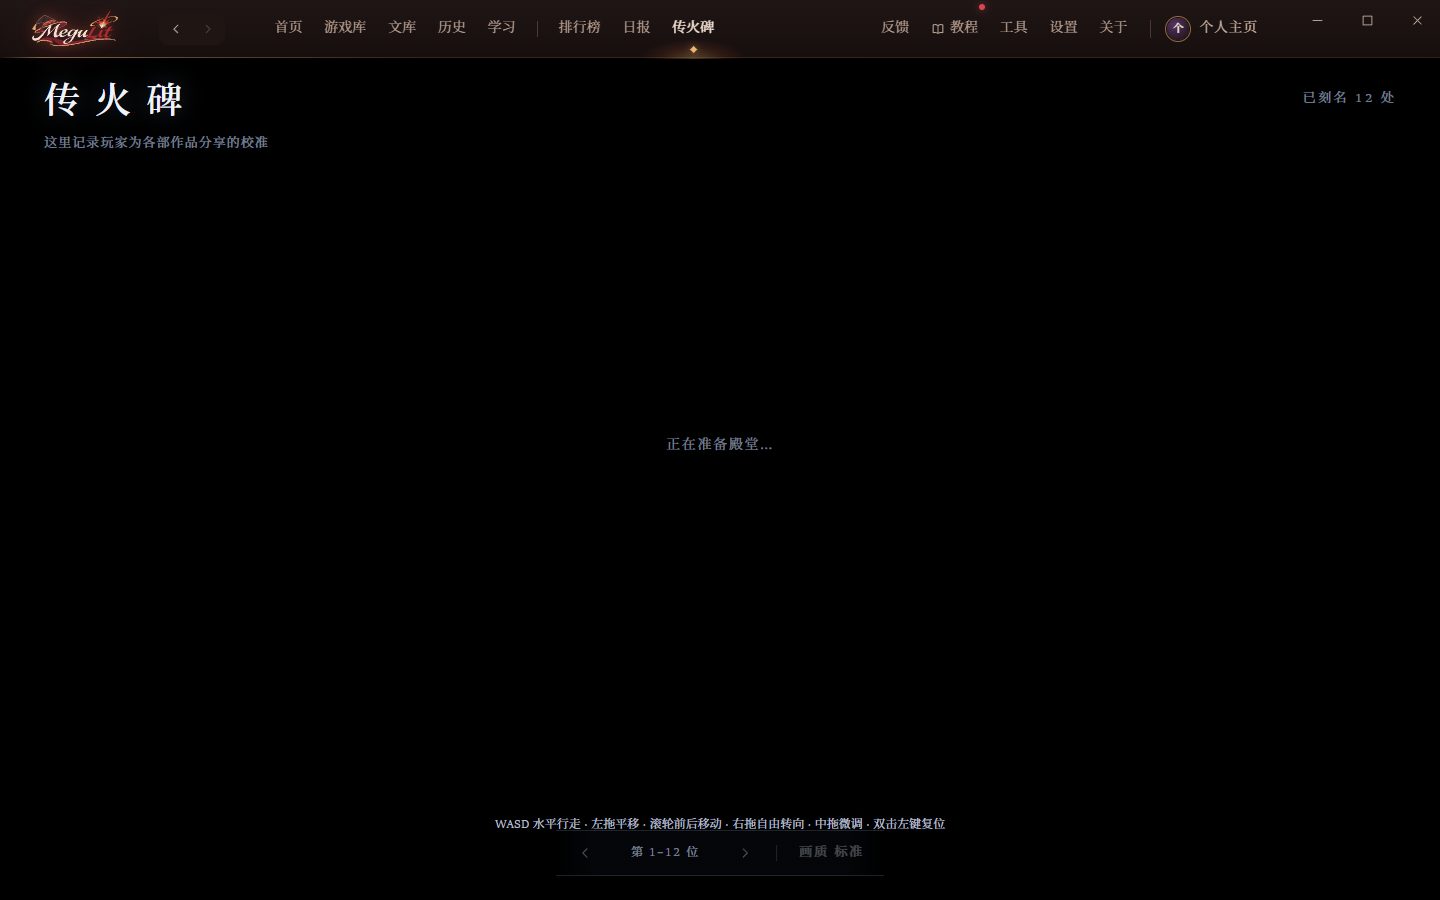 MeguLit
首页 游戏库 文库 历史 学习 排行榜 日报 传火碑 反馈 教程 工具 设置 关于 个 个人主页
传火碑
已刻名 12 处
这里记录玩家为各部作品分享的校准
正在准备殿堂...
WASD 水平行走 · 左拖平移 · 滚轮前后移动 · 右拖自由转向 · 中拖微调 · 双击左键复位
第 1–12 位 画质 标准